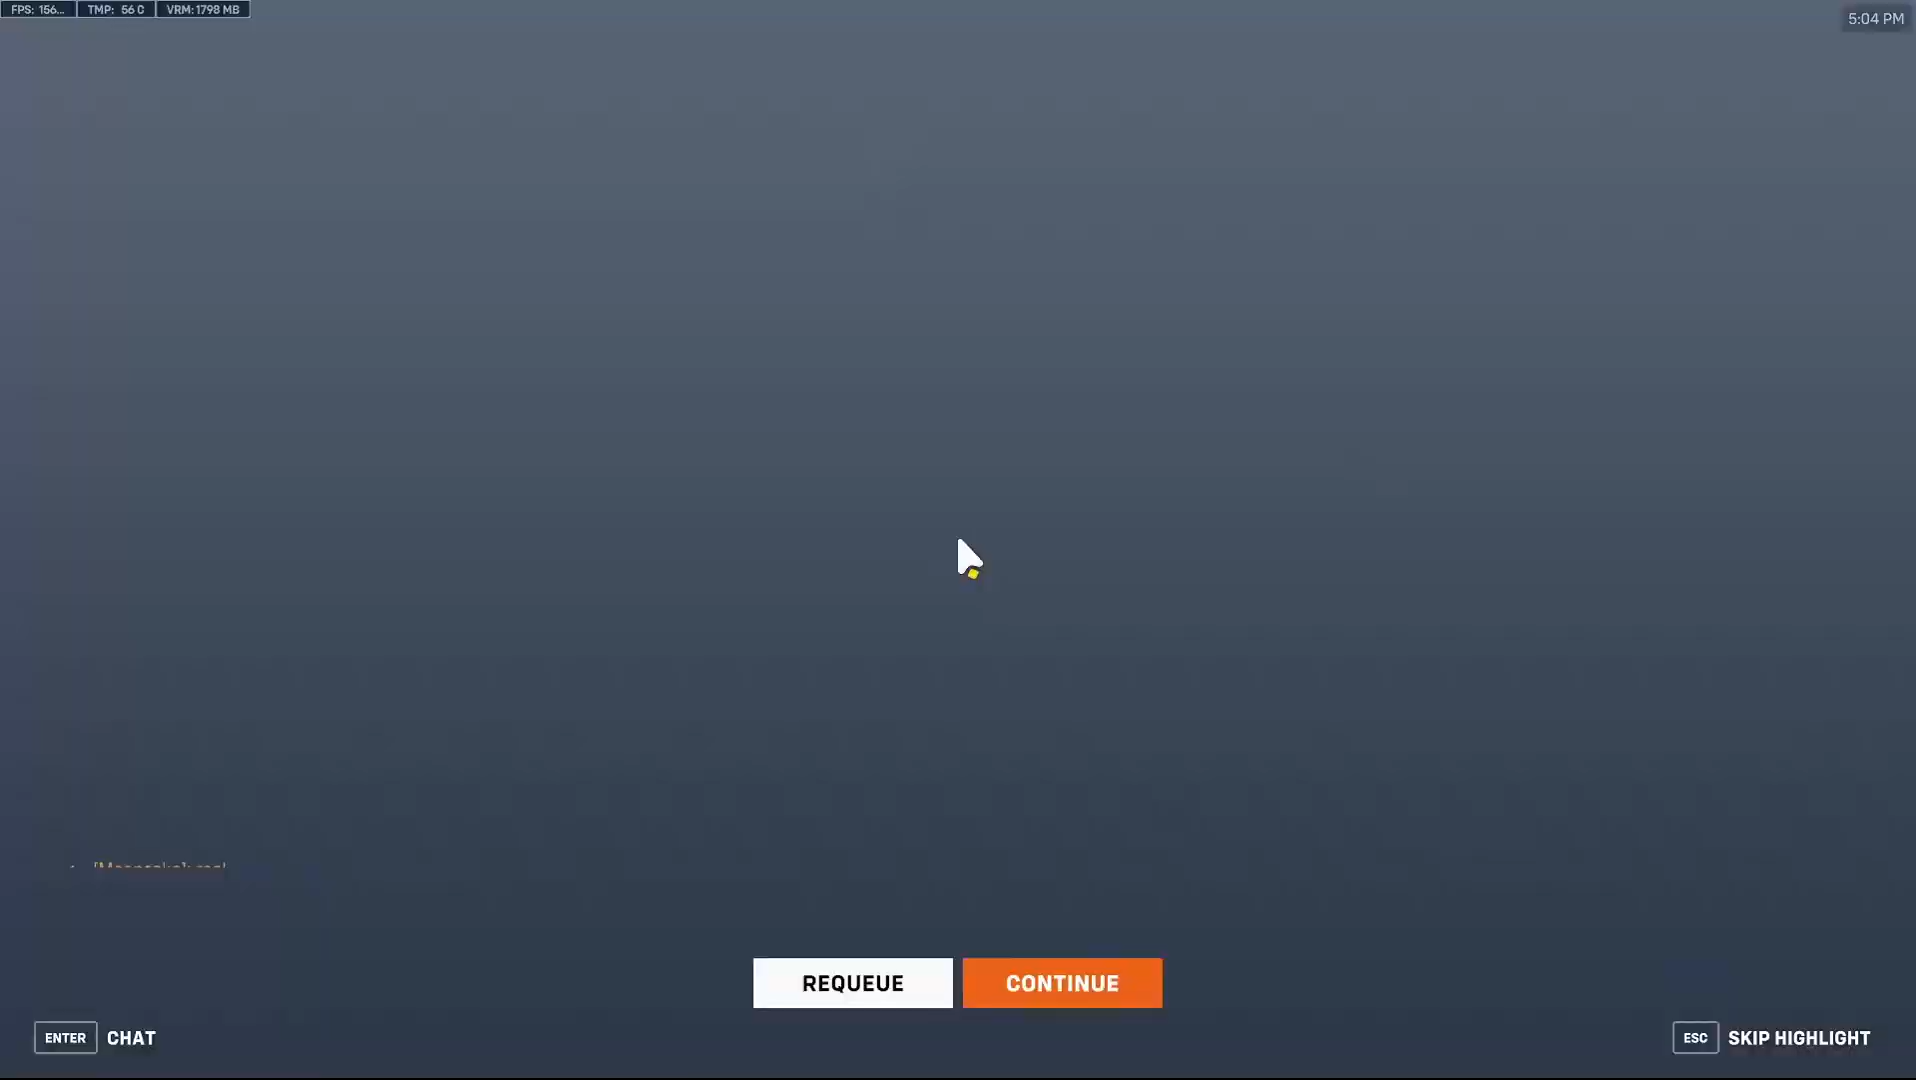 FPS: 156... TMP: 56 C VRM: 1798 MB
5:04 PM
REQUEUE CONTINUE
ENTER CHAT
ESC SKIP HIGHLIGHT